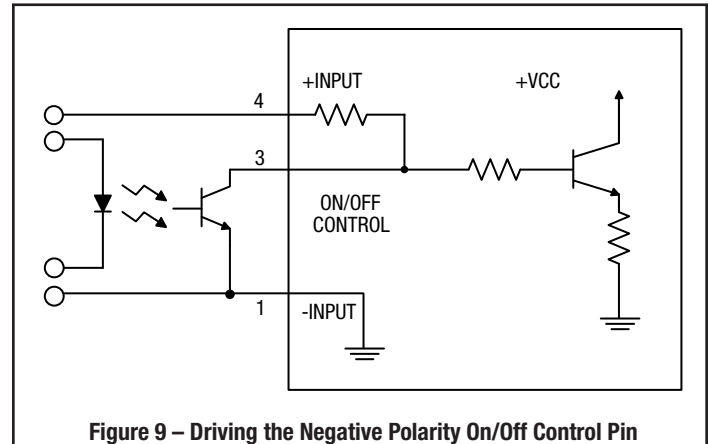 +INPUT
+VCC
4
3
ON/OFF
CONTROL
1
-INPUT
Figure 9 – Driving the Negative Polarity On/Off Control Pin